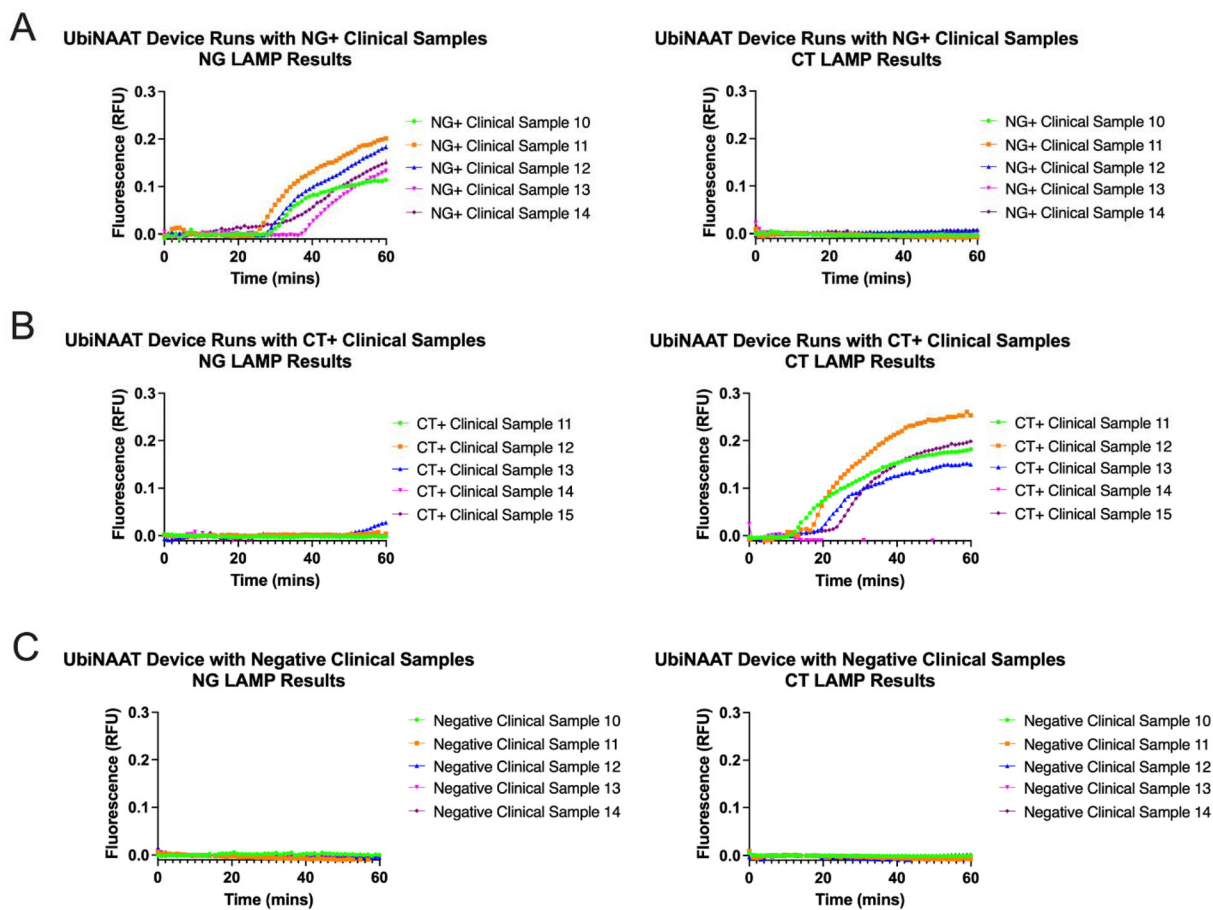 A
UbiNAAT Device Runs with NG+ Clinical Samples
NG LAMP Results
Fluorescence (RFU)
0.3
0.2
0.1
0.0
0
20
40
60
Time (mins)
NG+ Clinical Sample 10
NG+ Clinical Sample 11
NG+ Clinical Sample 12
NG+ Clinical Sample 13
NG+ Clinical Sample 14
UbiNAAT Device Runs with NG+ Clinical Samples
CT LAMP Results
Fluorescence (RFU)
0.3
0.2
0.1
0.0
0
20
40
60
Time (mins)
NG+ Clinical Sample 10
NG+ Clinical Sample 11
NG+ Clinical Sample 12
NG+ Clinical Sample 13
NG+ Clinical Sample 14
B
UbiNAAT Device Runs with CT+ Clinical Samples
NG LAMP Results
Fluorescence (RFU)
0.3
0.2
0.1
0.0
0
20
40
60
Time (mins)
CT+ Clinical Sample 11
CT+ Clinical Sample 12
CT+ Clinical Sample 13
CT+ Clinical Sample 14
CT+ Clinical Sample 15
UbiNAAT Device Runs with CT+ Clinical Samples
CT LAMP Results
Fluorescence (RFU)
0.3
0.2
0.1
0.0
0
20
40
60
Time (mins)
CT+ Clinical Sample 11
CT+ Clinical Sample 12
CT+ Clinical Sample 13
CT+ Clinical Sample 14
CT+ Clinical Sample 15
C
UbiNAAT Device with Negative Clinical Samples
NG LAMP Results
Fluorescence (RFU)
0.3
0.2
0.1
0.0
0
20
40
60
Time (mins)
Negative Clinical Sample 10
Negative Clinical Sample 11
Negative Clinical Sample 12
Negative Clinical Sample 13
Negative Clinical Sample 14
UbiNAAT Device with Negative Clinical Samples
CT LAMP Results
Fluorescence (RFU)
0.3
0.2
0.1
0.0
0
20
40
60
Time (mins)
Negative Clinical Sample 10
Negative Clinical Sample 11
Negative Clinical Sample 12
Negative Clinical Sample 13
Negative Clinical Sample 14